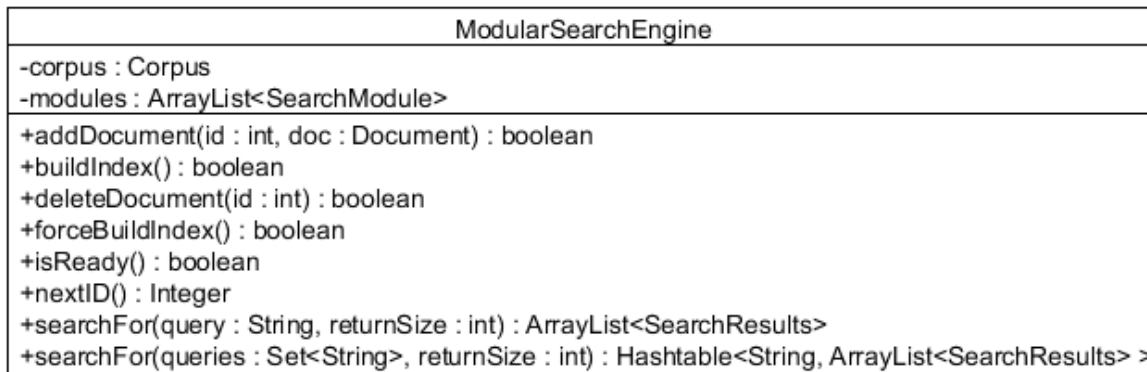 ModularSearchEngine
-corpus : Corpus
-modules : ArrayList<SearchModule>
+addDocument(id : int, doc : Document) : boolean
+buildIndex() : boolean
+deleteDocument(id : int) : boolean
+forceBuildIndex() : boolean
+isReady() : boolean
+nextID() : Integer
+searchFor(query : String, returnSize : int) : ArrayList<SearchResults>
+searchFor(queries : Set<String>, returnSize : int) : Hashtable<String, ArrayList<SearchResults> >